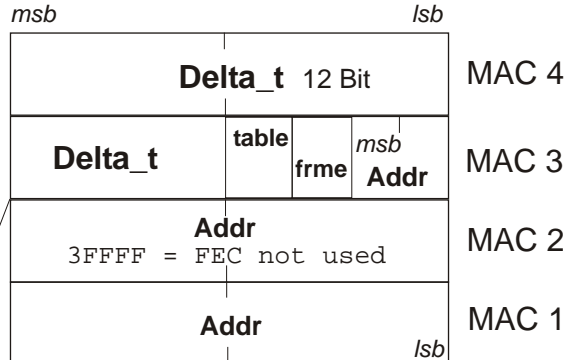 msb lsb
Delta_t 12 Bit MAC 4
Delta_t table frme msb Addr MAC 3
Addr MAC 2
3FFFF = FEC not used
Addr MAC 1
lsb